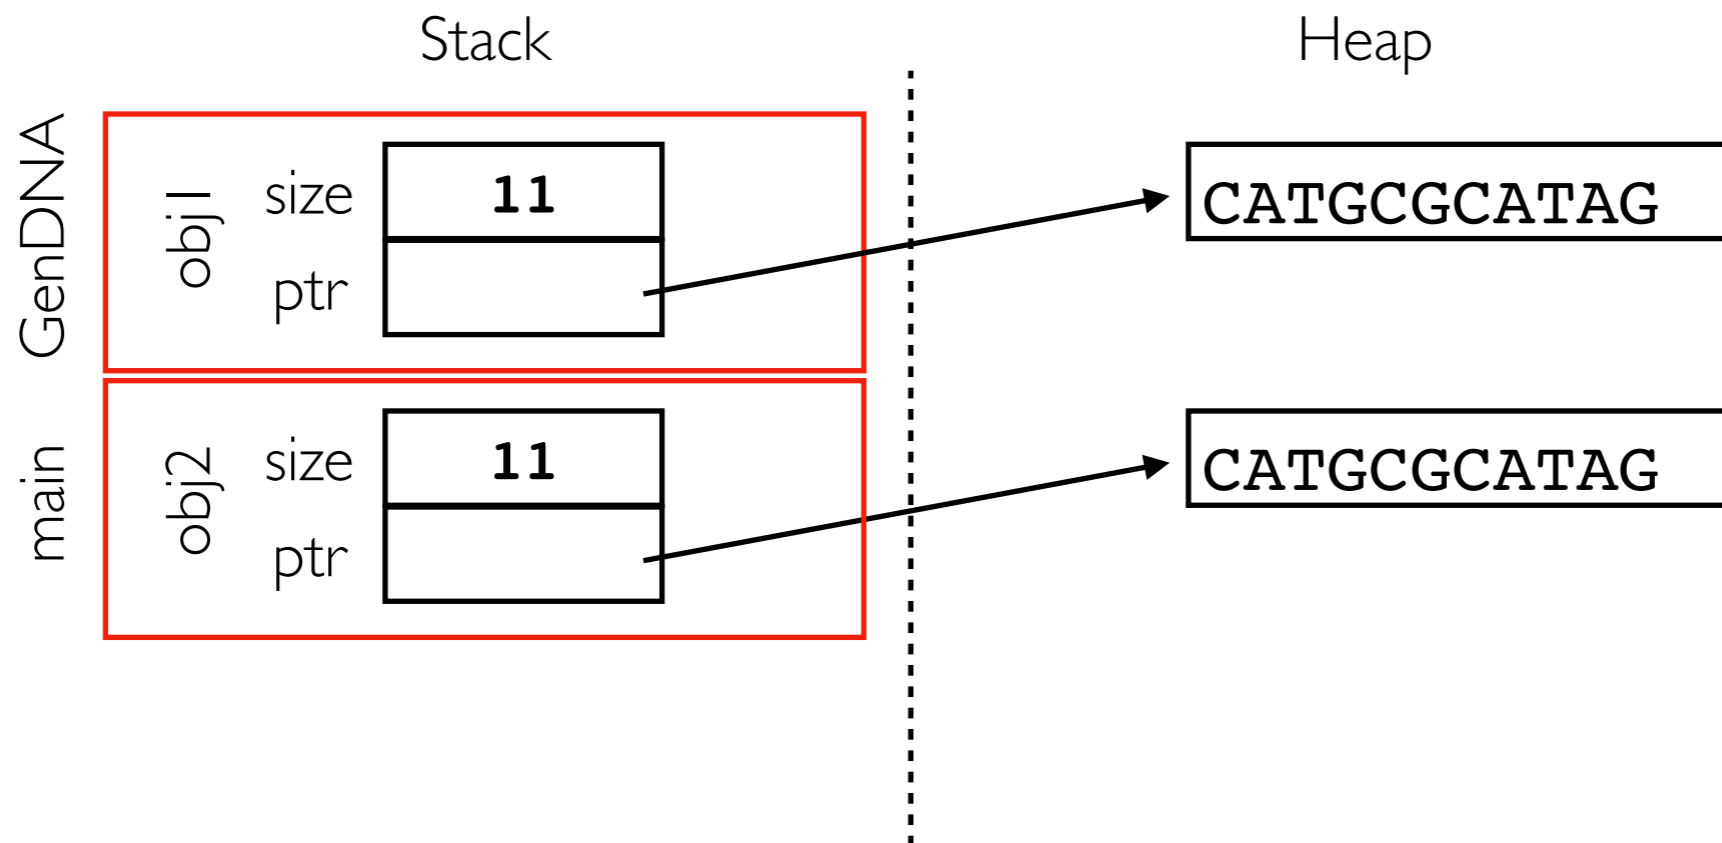 Stack
Heap
GenDNA
obj1
size
11
ptr
CATGCGCATAG
main
obj2
size
11
ptr
CATGCGCATAG